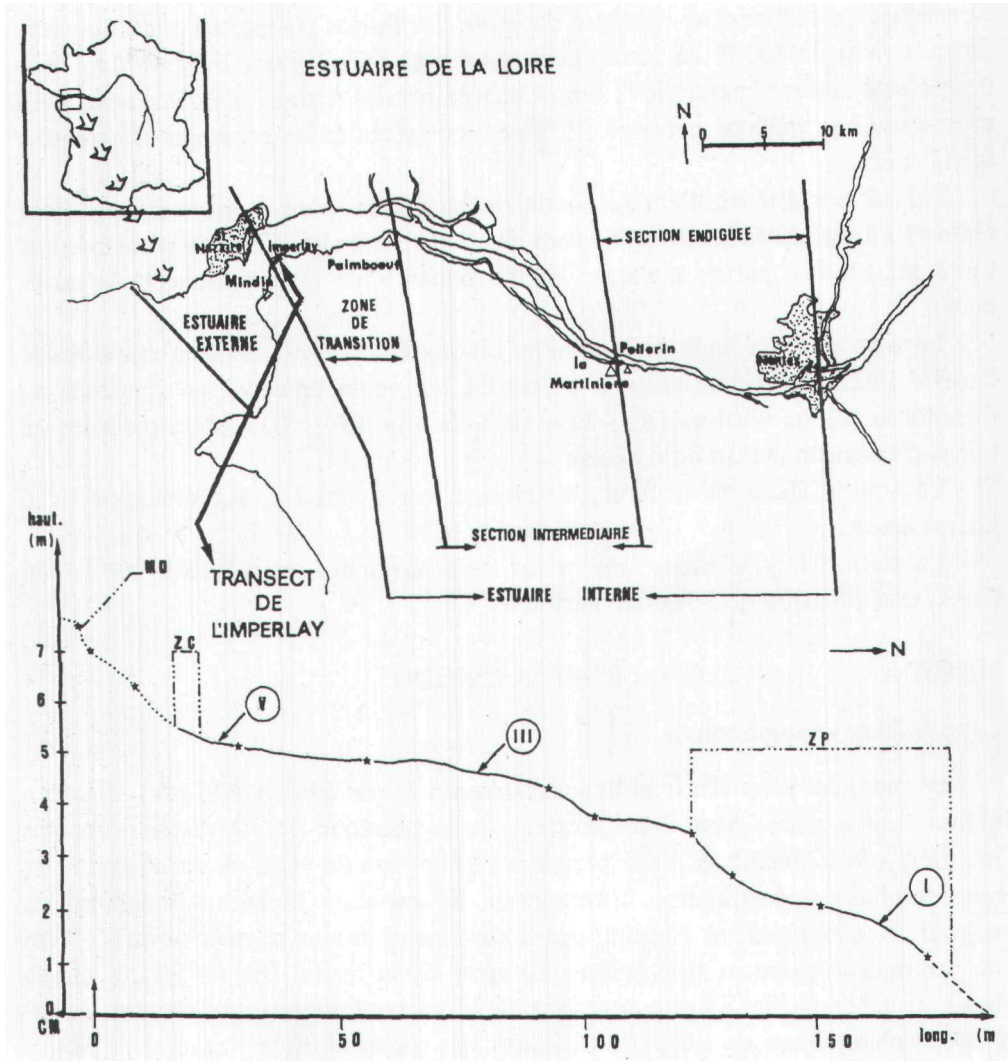 ESTUAIRE DE LA LOIRE
N
0 5 10 km
SECTION ENDIGUEE
Imperlay
Paimboeuf
Mindin
ESTUAIRE
EXTERNE
ZONE
DE
TRANSITION
Pellerin
la
Martiniere
haut.
(m)
SECTION INTERMEDIAIRE
MO
TRANSECT
DE
L'IMPERLAY
ESTUAIRE INTERNE
N
7
ZC
6
V
III
ZP
5
4
3
I
2
1
0
CM
0 50 100 150 long. (m